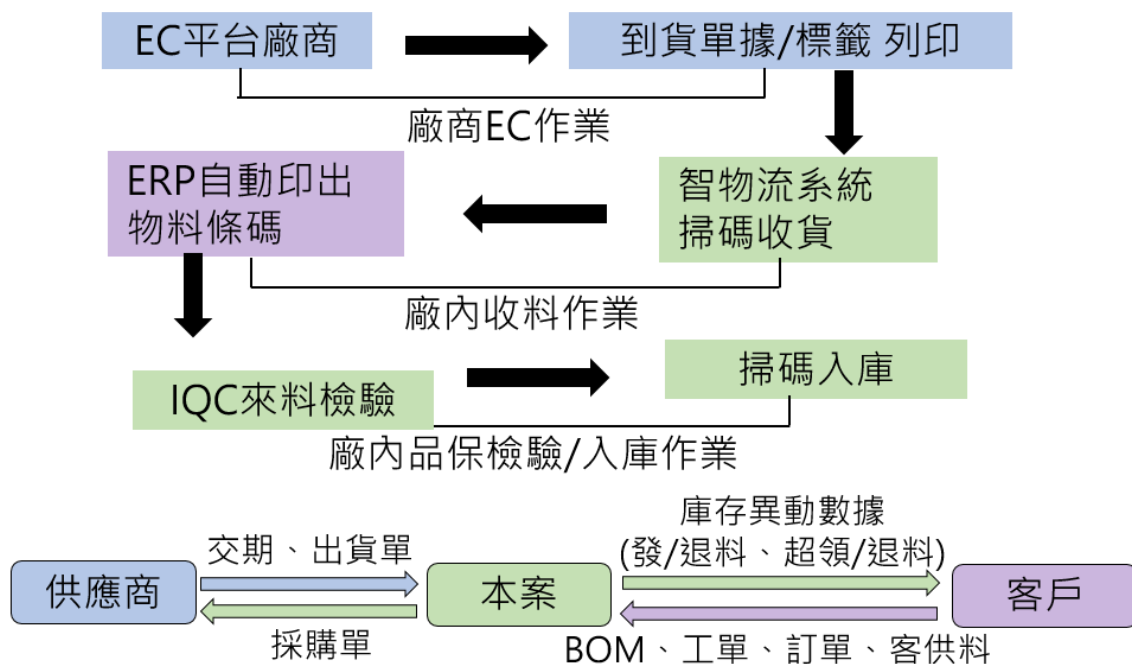 EC平台廠商
到貨單據/標籤 列印
廠商EC作業
ERP自動印出
物料條碼
智物流系統
掃碼收貨
廠內收料作業
IQC來料檢驗
掃碼入庫
廠內品保檢驗/入庫作業
庫存異動數據
(發/退料、超領/退料)
交期、出貨單
供應商
本案
客戶
採購單
BOM、工單、訂單、客供料